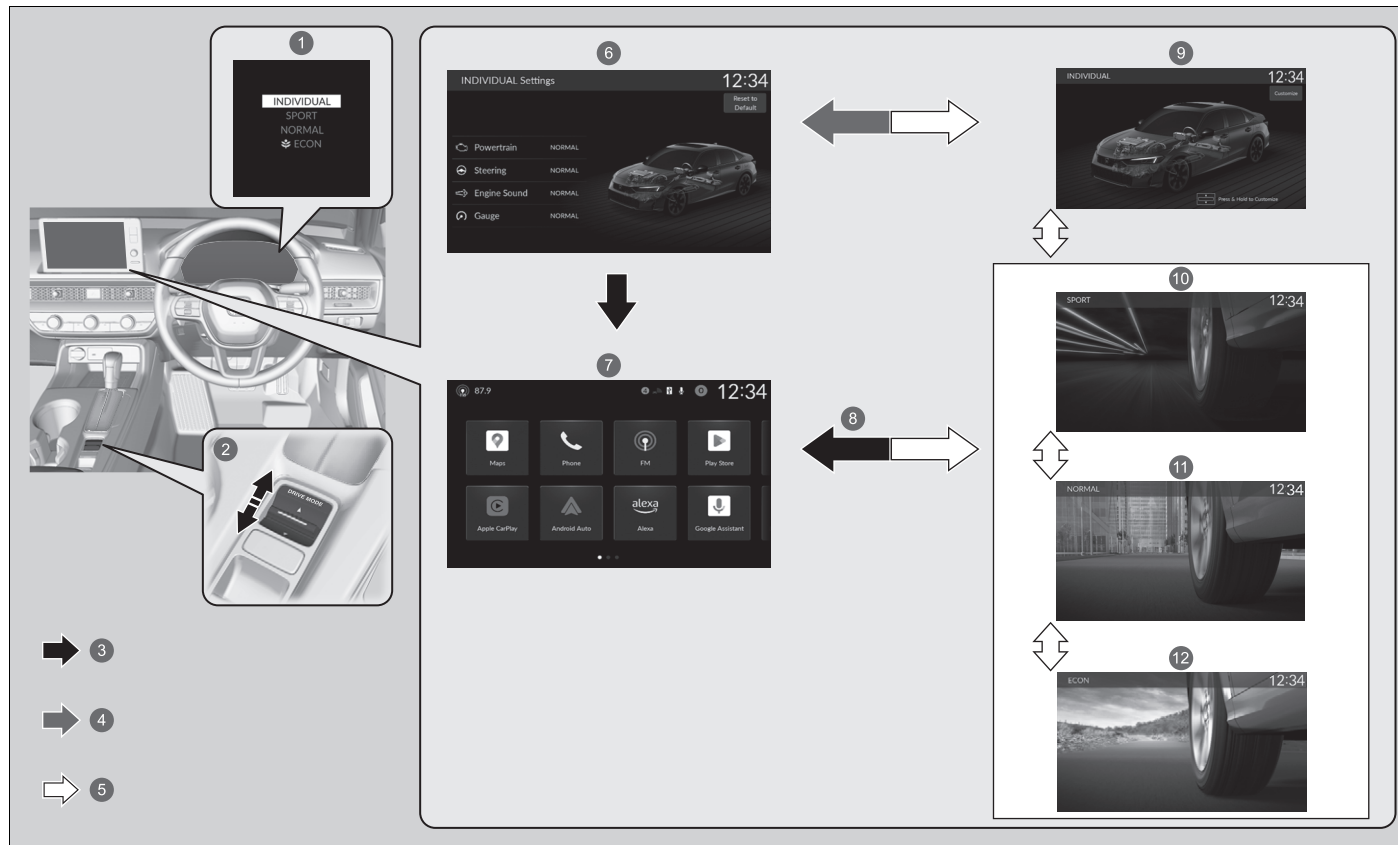 1
INDIVIDUAL
SPORT
NORMAL
ECON
2
DRIVE MODE
3
4
5
6
INDIVIDUAL Settings
12:34
Reset to
Default
Powertrain NORMAL
Steering NORMAL
Engine Sound NORMAL
Gauge NORMAL
7
87.9
12:34
Maps
Phone
FM
Play Store
Apple CarPlay
Android Auto
alexa
Alexa
Google Assistant
8
9
INDIVIDUAL
12:34
Customize
Press & Hold to Customize
10
SPORT
12:34
11
NORMAL
12:34
12
ECON
12:34